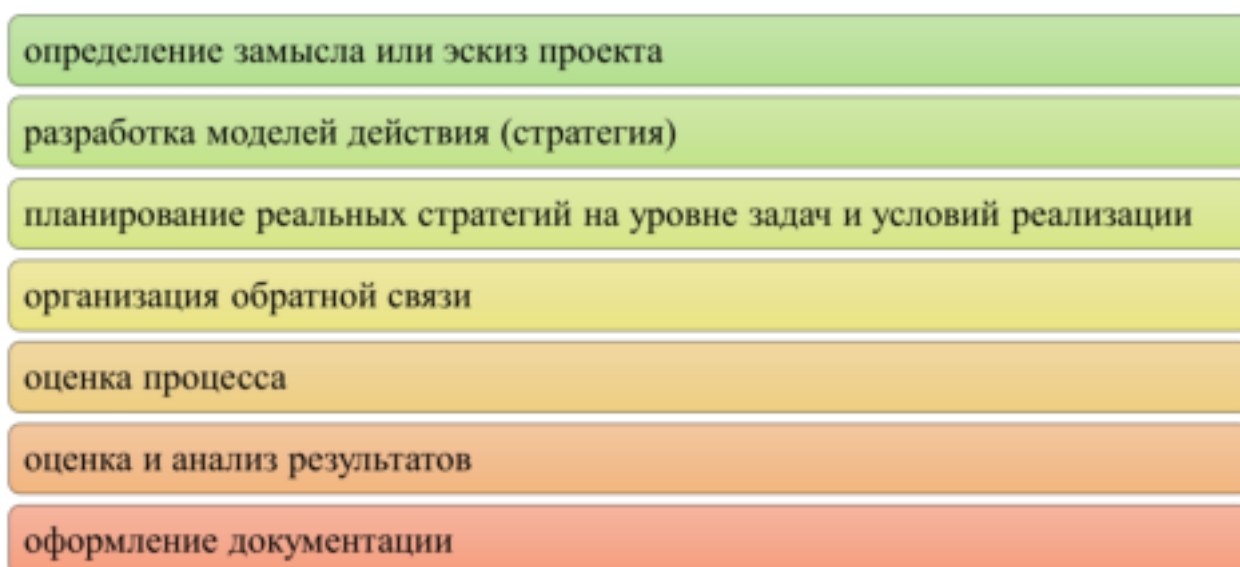 определение замысла или эскиз проекта
разработка моделей действия (стратегия)
планирование реальных стратегий на уровне задач и условий реализации
организация обратной связи
оценка процесса
оценка и анализ результатов
оформление документации